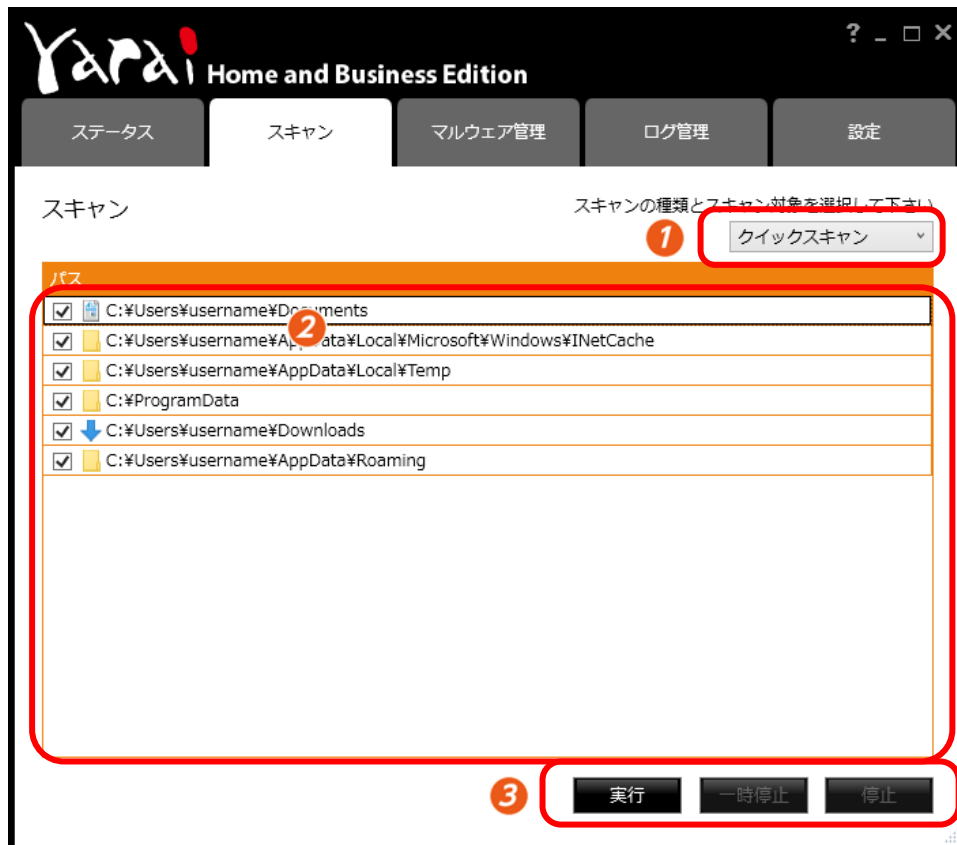 Yarai Home and Business Edition
? _ □ ×
ステータス スキャン マルウェア管理 ログ管理 設定
スキャン
スキャンの種類とスキャン対象を選択して下さい
1 クイックスキャン
パス
C:¥Users¥username¥Documents
2
C:¥Users¥username¥AppData¥Local¥Microsoft¥Windows¥INetCache
C:¥Users¥username¥AppData¥Local¥Temp
C:¥ProgramData
C:¥Users¥username¥Downloads
C:¥Users¥username¥AppData¥Roaming
3 実行 一時停止 停止